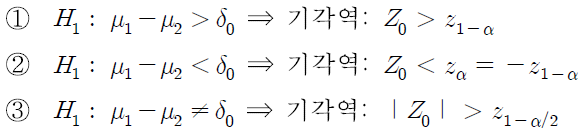 ① H₁ : μ₁ − μ₂ > δ₀ ⇒ 기각역: Z₀ > z₁₋α
② H₁ : μ₁ − μ₂ < δ₀ ⇒ 기각역: Z₀ < zα = −z₁₋α
③ H₁ : μ₁ − μ₂ ≠ δ₀ ⇒ 기각역: | Z₀ | > z₁₋α/₂